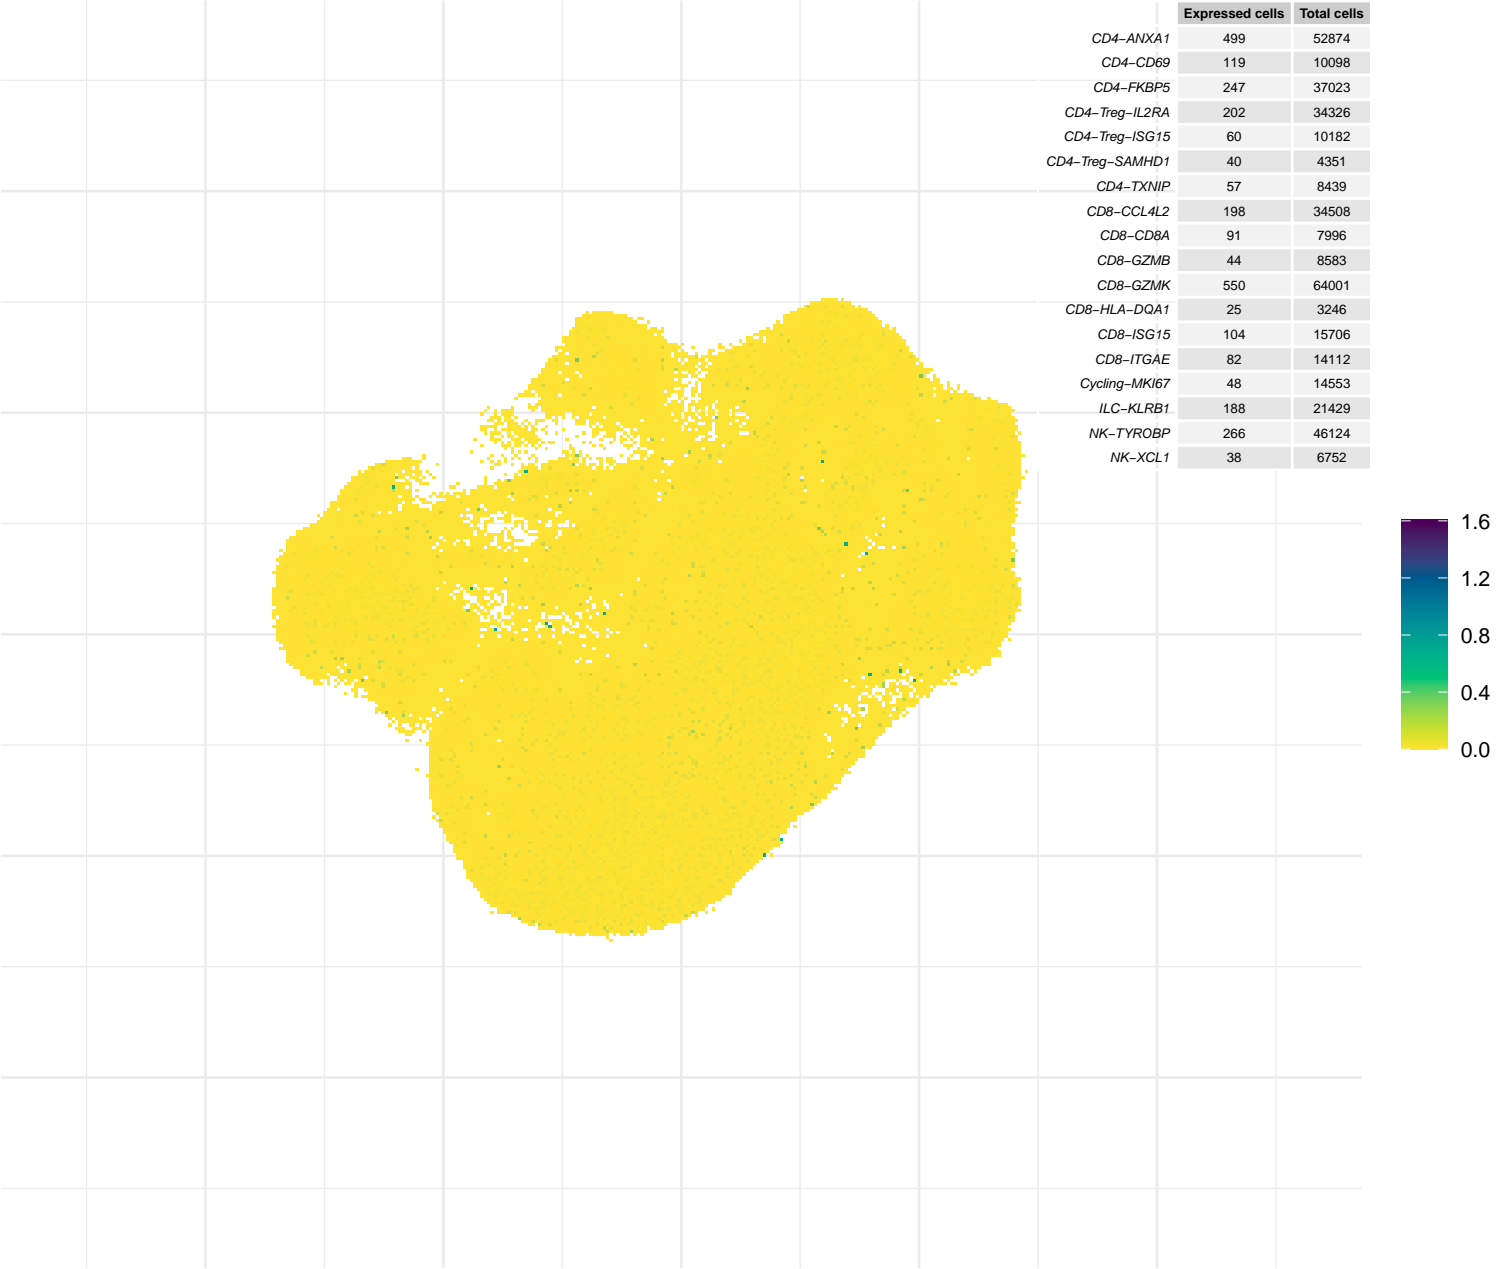 Expressed cells Total cells
CD4−ANXA1 499 52874
CD4−CD69 119 10098
CD4−FKBP5 247 37023
CD4−Treg−IL2RA 202 34326
CD4−Treg−ISG15 60 10182
CD4−Treg−SAMHD1 40 4351
CD4−TXNIP 57 8439
CD8−CCL4L2 198 34508
CD8−CD8A 91 7996
CD8−GZMB 44 8583
CD8−GZMK 550 64001
CD8−HLA−DQA1 25 3246
CD8−ISG15 104 15706
CD8−ITGAE 82 14112
Cycling−MKI67 48 14553
ILC−KLRB1 188 21429
NK−TYROBP 266 46124
NK−XCL1 38 6752
1.6
1.2
0.8
0.4
0.0